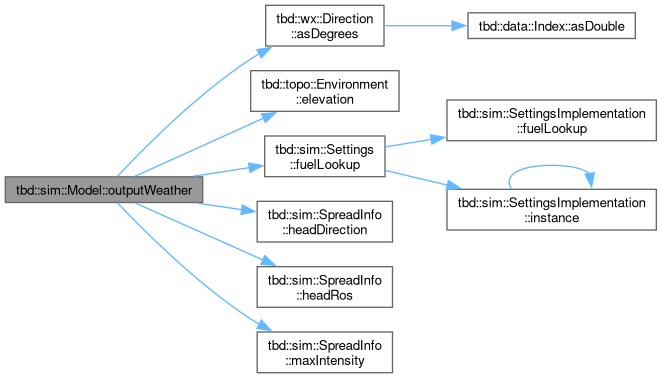 tbd::wx::Direction
::asDegrees
tbd::data::Index::asDouble
tbd::topo::Environment
::elevation
tbd::sim::SettingsImplementation
::fuelLookup
tbd::sim::Settings
::fuelLookup
tbd::sim::Model::outputWeather
tbd::sim::SettingsImplementation
::instance
tbd::sim::SpreadInfo
::headDirection
tbd::sim::SpreadInfo
::headRos
tbd::sim::SpreadInfo
::maxIntensity